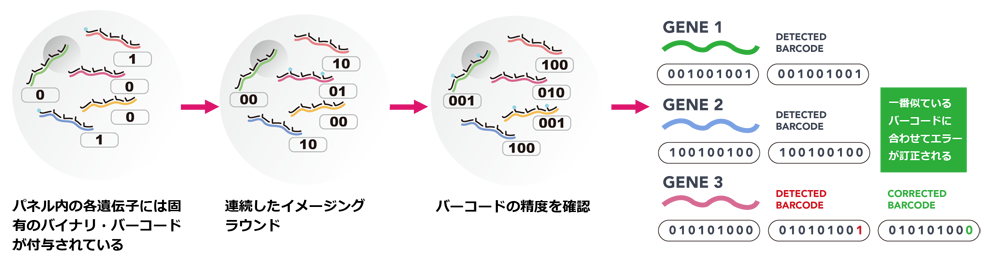 1
0
0
0
1
パネル内の各遺伝子には固
有のバイナリ・バーコード
が付与されている
10
01
00
00
10
連続したイメージング
ラウンド
100
010
001
001
100
バーコードの精度を確認
GENE 1
DETECTED
BARCODE
001001001
001001001
GENE 2
DETECTED
BARCODE
100100100
100100100
一番似ている
バーコードに
合わせてエラー
が訂正される
GENE 3
DETECTED
BARCODE
CORRECTED
BARCODE
010101000
010101001
010101000